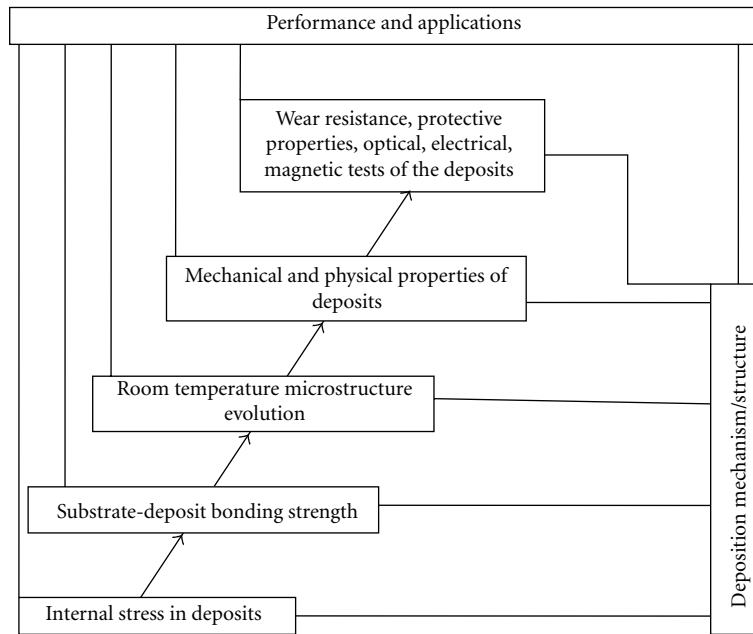 Performance and applications
Wear resistance, protective
properties, optical, electrical,
magnetic tests of the deposits
Mechanical and physical properties of
deposits
Room temperature microstructure
evolution
Substrate-deposit bonding strength
Internal stress in deposits
Deposition mechanism/structure